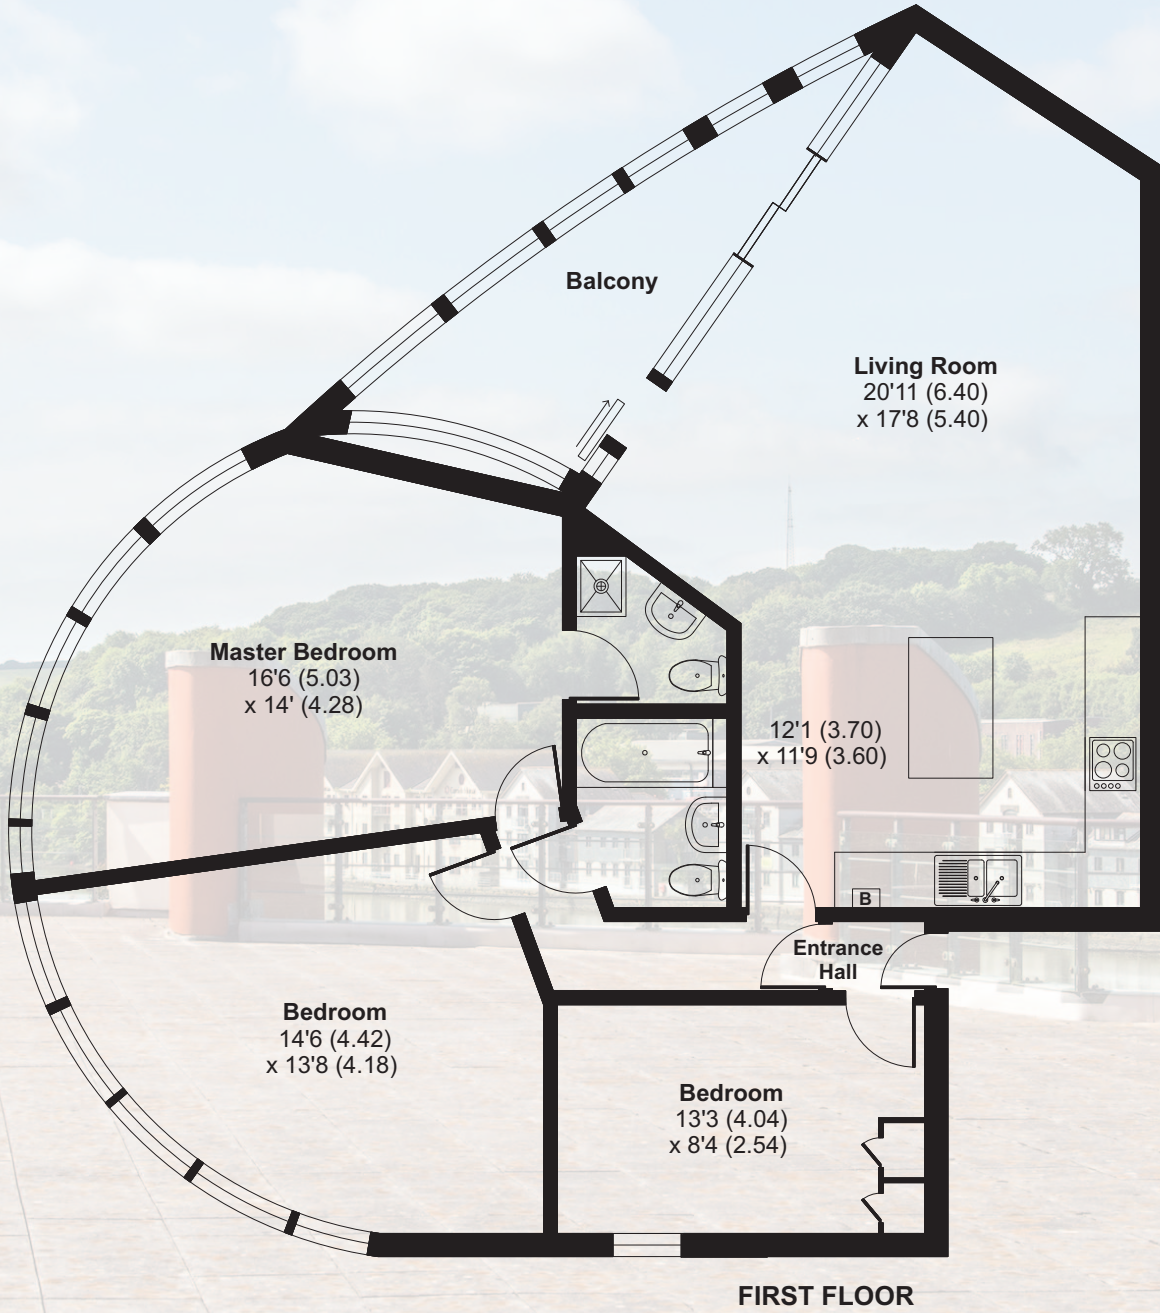 Balcony
Living Room
20'11 (6.40)
x 17'8 (5.40)
Master Bedroom
16'6 (5.03)
x 14' (4.28)
12'1 (3.70)
x 11'9 (3.60)
B
Entrance
Hall
Bedroom
14'6 (4.42)
x 13'8 (4.18)
Bedroom
13'3 (4.04)
x 8'4 (2.54)
FIRST FLOOR